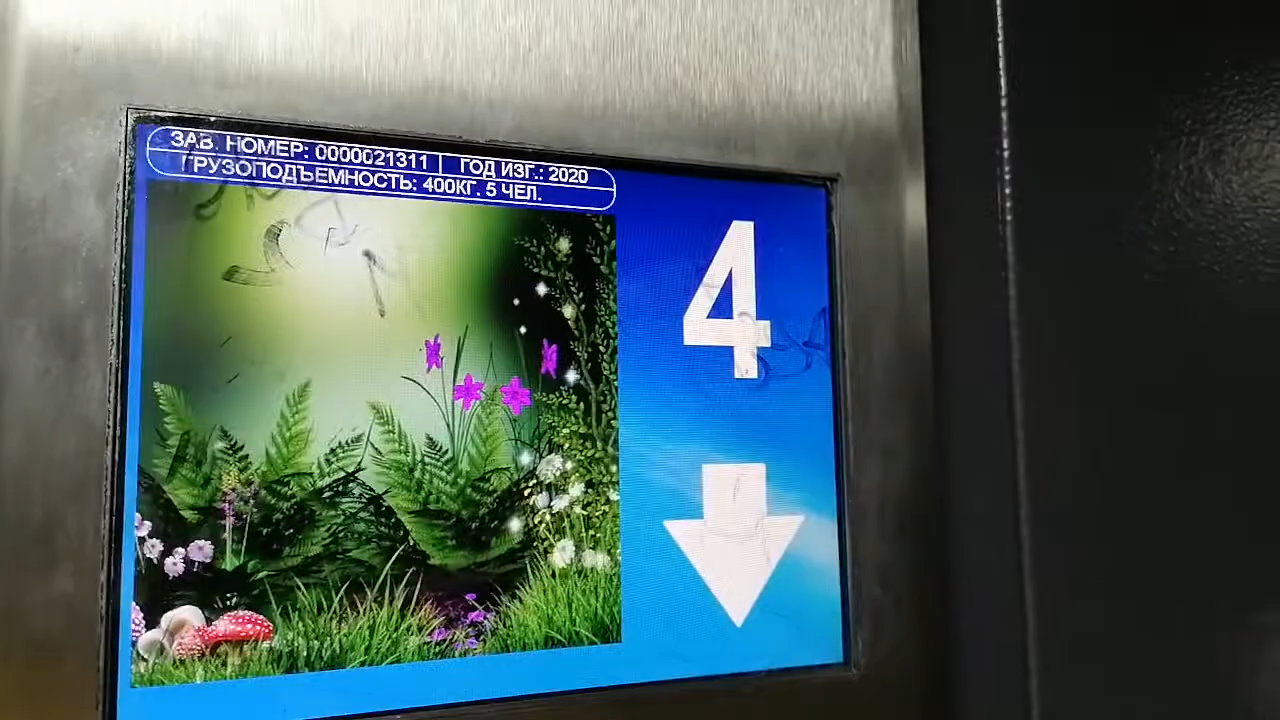 ЗАВ. НОМЕР: 0000021311 | ГОД ИЗГ.: 2020
ГРУЗОПОДЪЕМНОСТЬ: 400КГ. 5 ЧЕЛ.
4